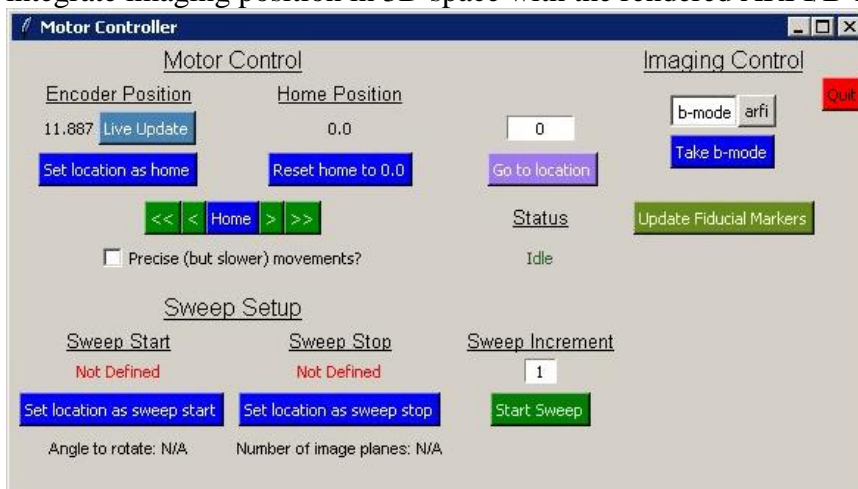 integrate imaging position in 3D space with the rendered ARFI/B
Motor Controller
Motor Control
Imaging Control
Encoder Position
Home Position
Quit
b-mode arfi
11.887 Live Update
0.0
0
Take b-mode
Set location as home
Reset home to 0.0
Go to location
<< < Home > >>
Status
Update Fiducial Markers
Precise (but slower) movements?
Idle
Sweep Setup
Sweep Start
Sweep Stop
Sweep Increment
Not Defined
Not Defined
1
Set location as sweep start
Set location as sweep stop
Start Sweep
Angle to rotate: N/A
Number of image planes: N/A